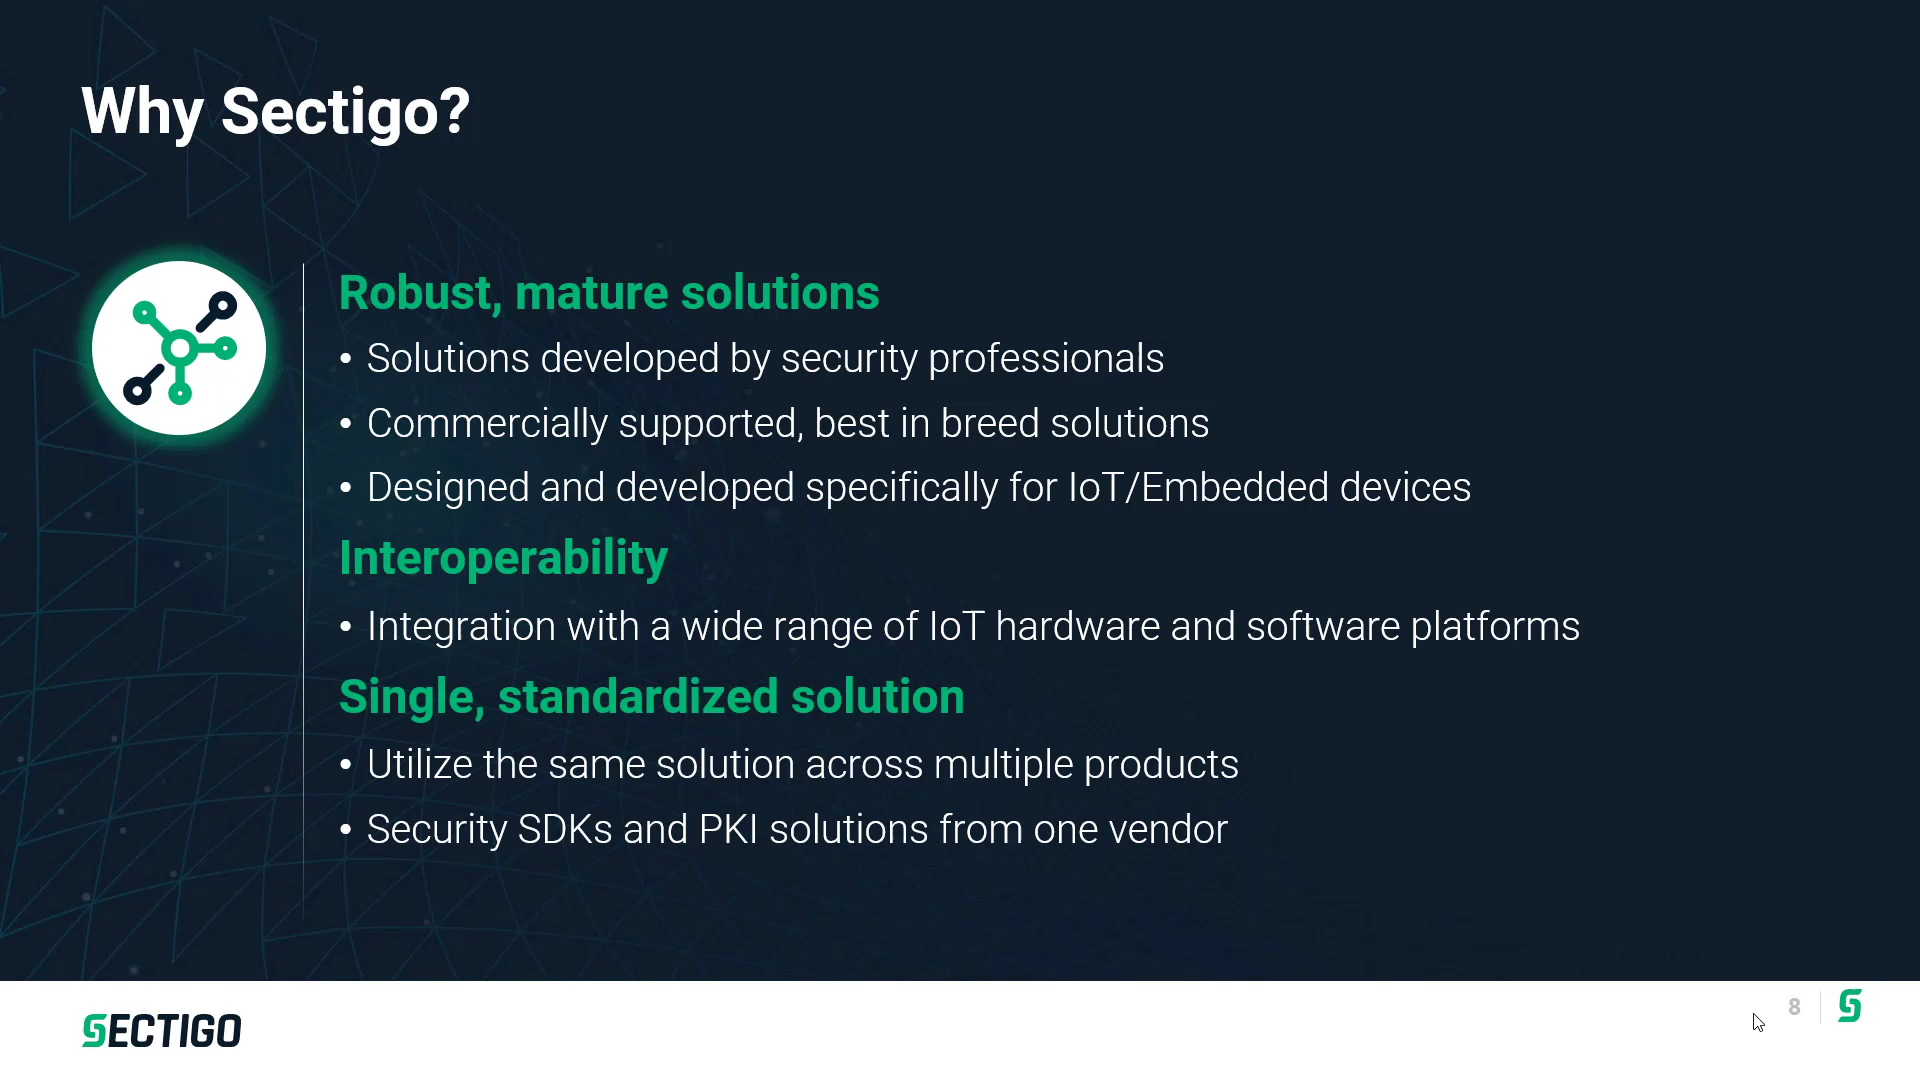 Why Sectigo?
Robust, mature solutions
• Solutions developed by security professionals
• Commercially supported, best in breed solutions
• Designed and developed specifically for IoT/Embedded devices
Interoperability
• Integration with a wide range of IoT hardware and software platforms
Single, standardized solution
• Utilize the same solution across multiple products
• Security SDKs and PKI solutions from one vendor
SECTIGO
8
S